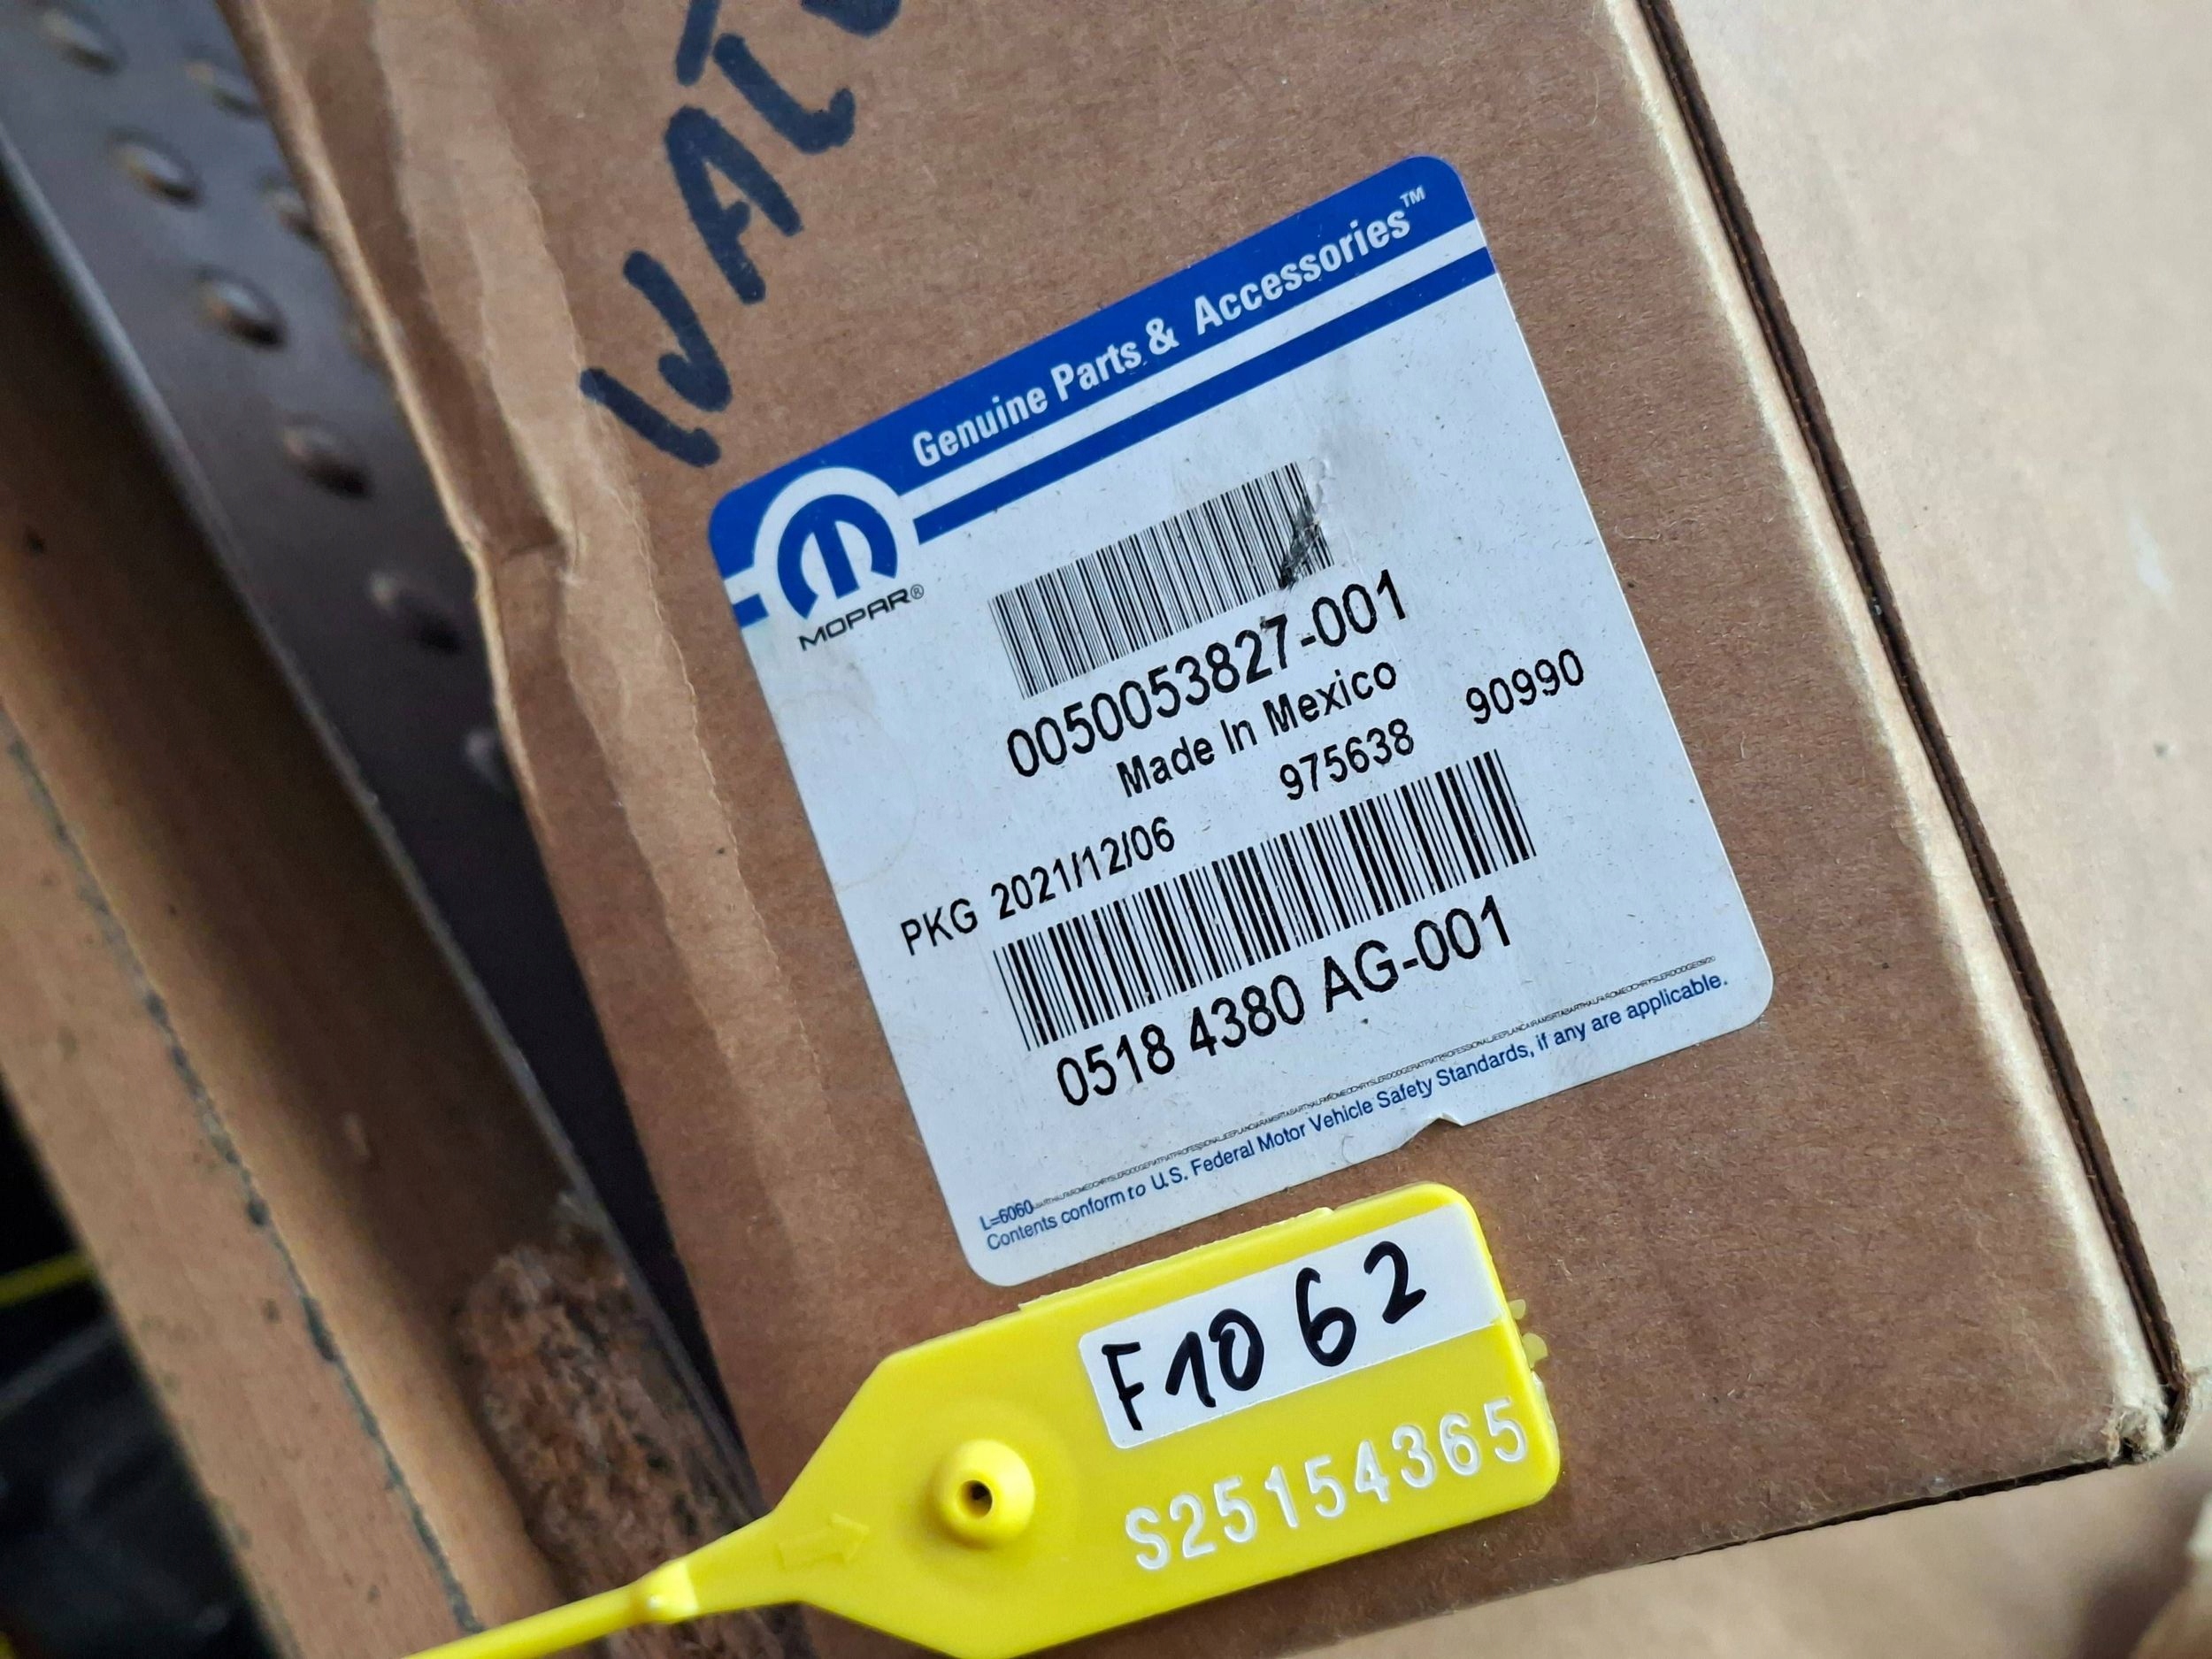 Genuine Parts & Accessories™
MOPAR®
0050053827-001
Made In Mexico
PKG 2021/12/06 975638 90990
0518 4380 AG-001
L=6060
Contents conform to U.S. Federal Motor Vehicle Safety Standards, if any are applicable.
F1062
S25154365